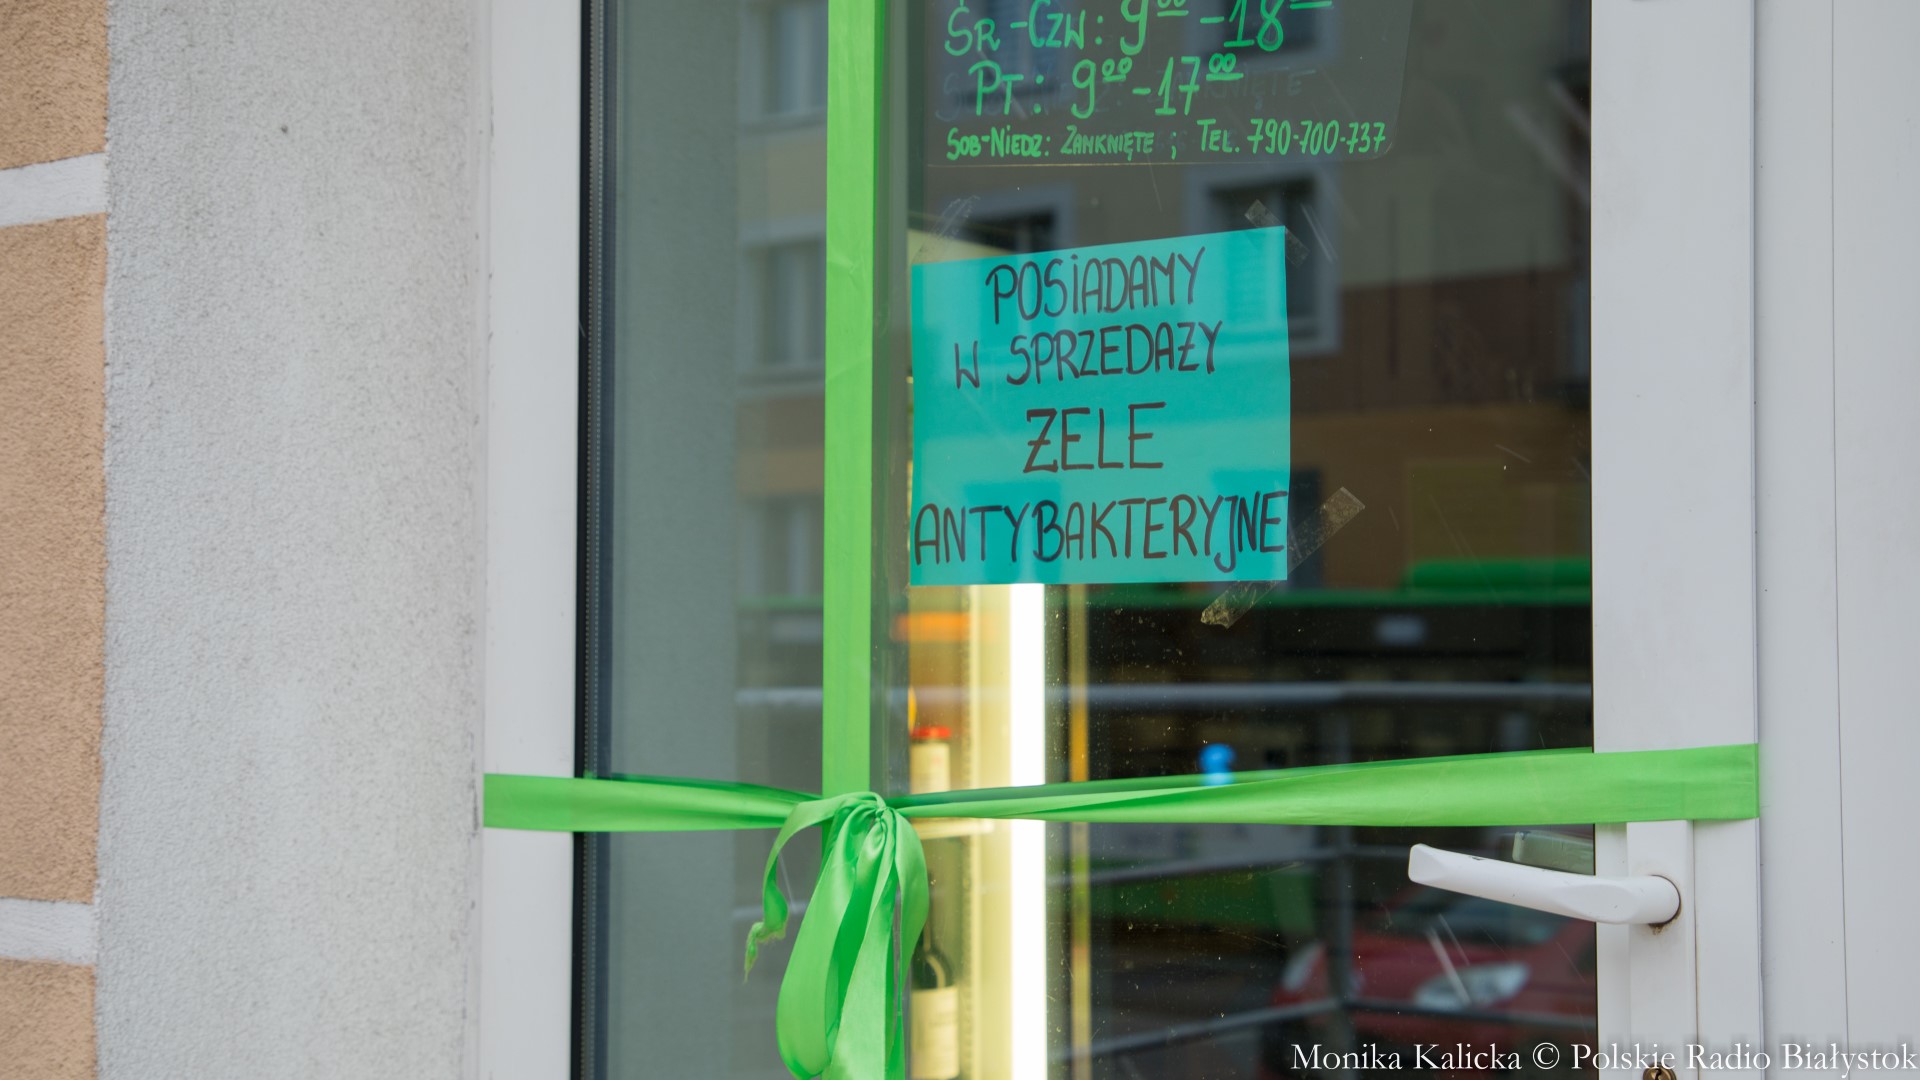 ŚR-CZW: 9⁰⁰-18⁰⁰
PT: 9⁰⁰-17⁰⁰
SOB-NIEDZ: ZAMKNIĘTE ; TEL. 790-700-737
POSIADAMY
W SPRZEDAŻY
ŻELE
ANTYBAKTERYJNE
Monika Kalicka © Polskie Radio Białystok